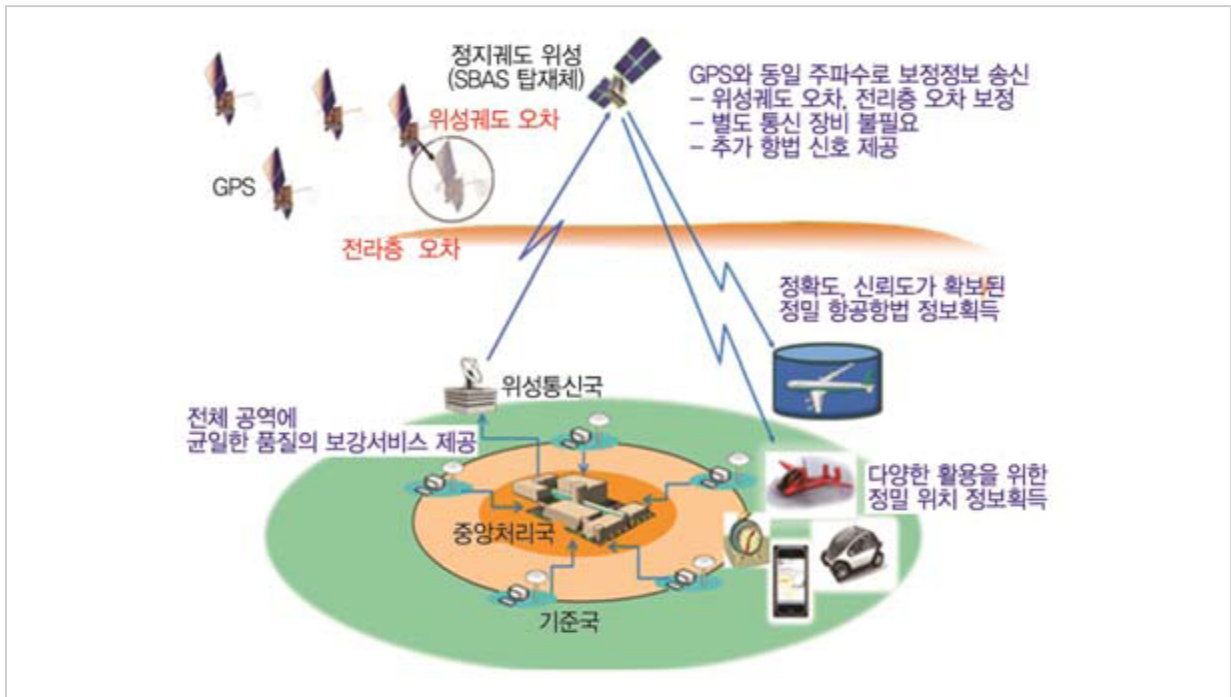 정지궤도 위성
(SBAS 탑재체)
GPS와 동일 주파수로 보정정보 송신
– 위성궤도 오차, 전리층 오차 보정
– 별도 통신 장비 불필요
– 추가 항법 신호 제공
위성궤도 오차
GPS
전라층 오차
정확도, 신뢰도가 확보된
정밀 항공항법 정보획득
위성통신국
전체 공역에
균일한 품질의 보강서비스 제공
다양한 활용을 위한
정밀 위치 정보획득
중앙처리국
기준국